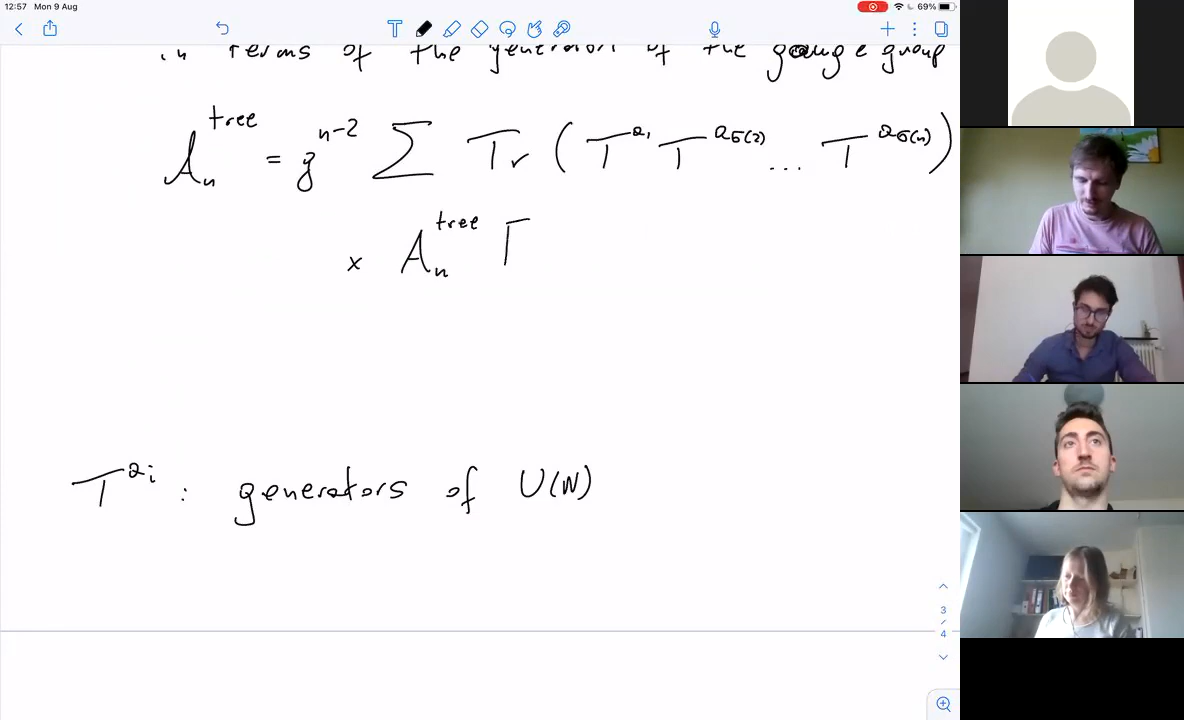 12:57 Mon 9 Aug
69%
in terms of the generator of the gauge group
A_n^tree = g^{n-2} ∑ Tr ( T^{a_1} T^{a_σ(2)} ... T^{a_σ(n)} )
× A_n^tree [
T^{a_i} : generators of U(N)
3
/
4